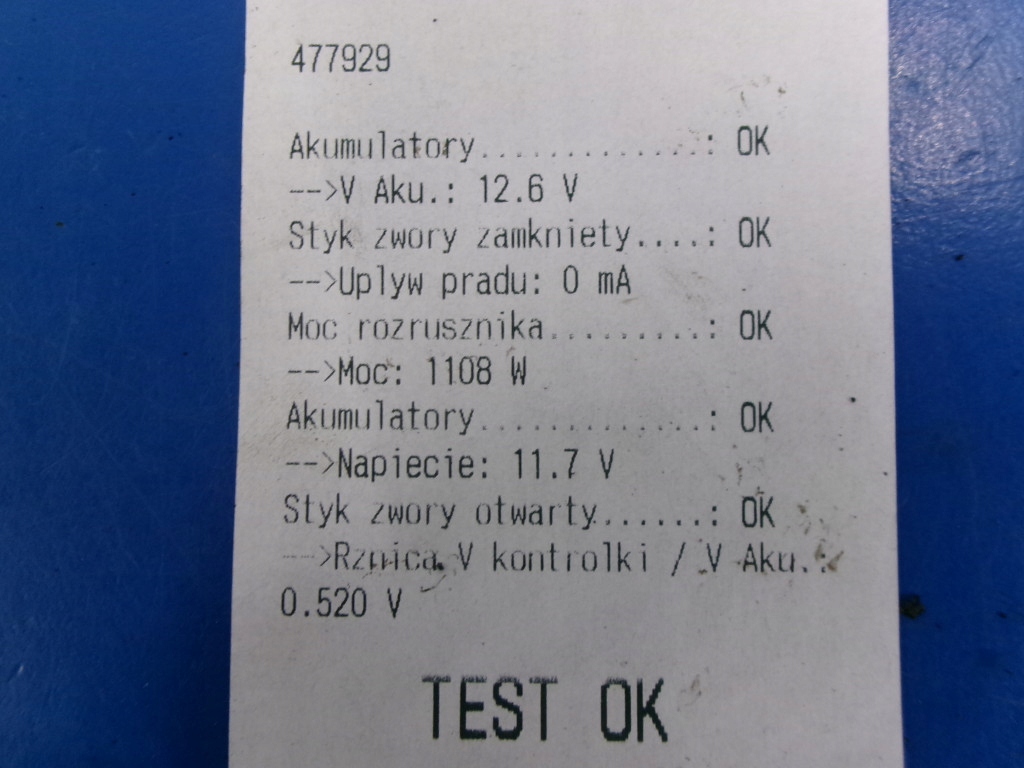 477929
Akumulatory..............: OK
-->V Aku.: 12.6 V
Styk zwory zamkniety....: OK
-->Uplyw pradu: 0 mA
Moc rozrusznika.........: OK
-->Moc: 1108 W
Akumulatory..............: OK
-->Napiecie: 11.7 V
Styk zwory otwarty......: OK
-->Rznica V kontrolki / V Aku.:
0.520 V
TEST OK